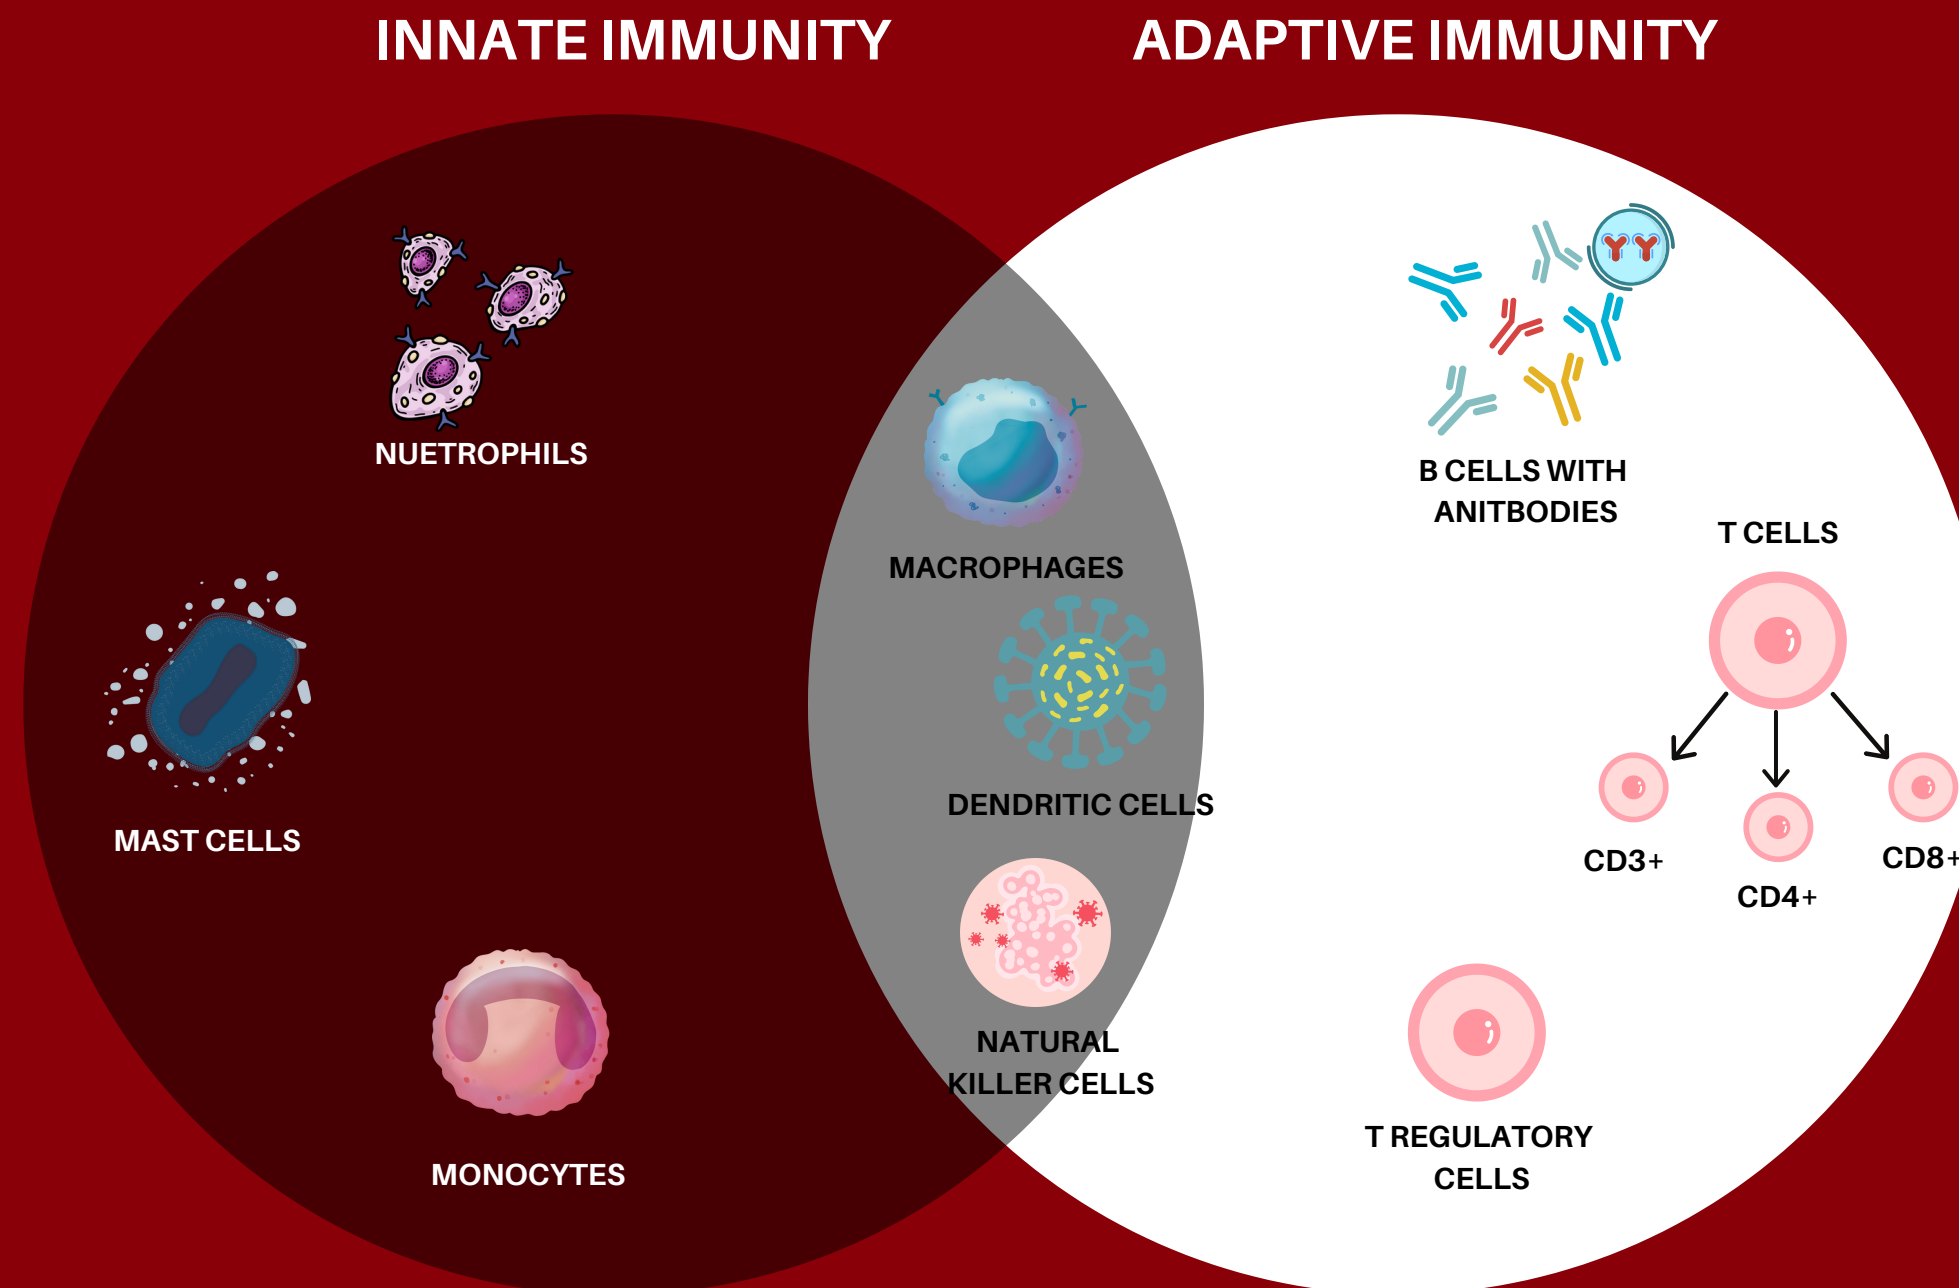 INNATE IMMUNITY
ADAPTIVE IMMUNITY
NUETROPHILS
MACROPHAGES
B CELLS WITH
ANITBODIES
T CELLS
MAST CELLS
DENDRITIC CELLS
CD3+
CD4+
CD8+
NATURAL
KILLER CELLS
MONOCYTES
T REGULATORY
CELLS